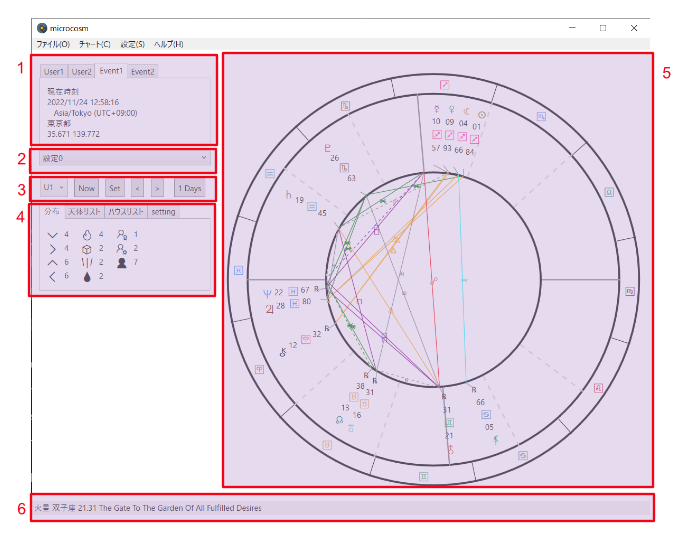 microcosm
ファイル(O) チャート(C) 設定(S) ヘルプ(H)
1
User1 User2 Event1 Event2
現在時刻
2022/11/24 12:58:16
Asia/Tokyo (UTC+09:00)
東京都
35.671 139.772
2
設定0
3
U1 Now Set < > 1 Days
4
分布 天体リスト ハウスリスト setting
4 4 1
4 2 2
6 2 7
6 2
5
10 09 04 01
57 93 66 84
26
63
19
45
22 67 R
28 80
32 R
12
R R
38 31
13 16
R
31
21
R
66
05
6
火星 双子座 21.31 The Gate To The Garden Of All Fulfilled Desires